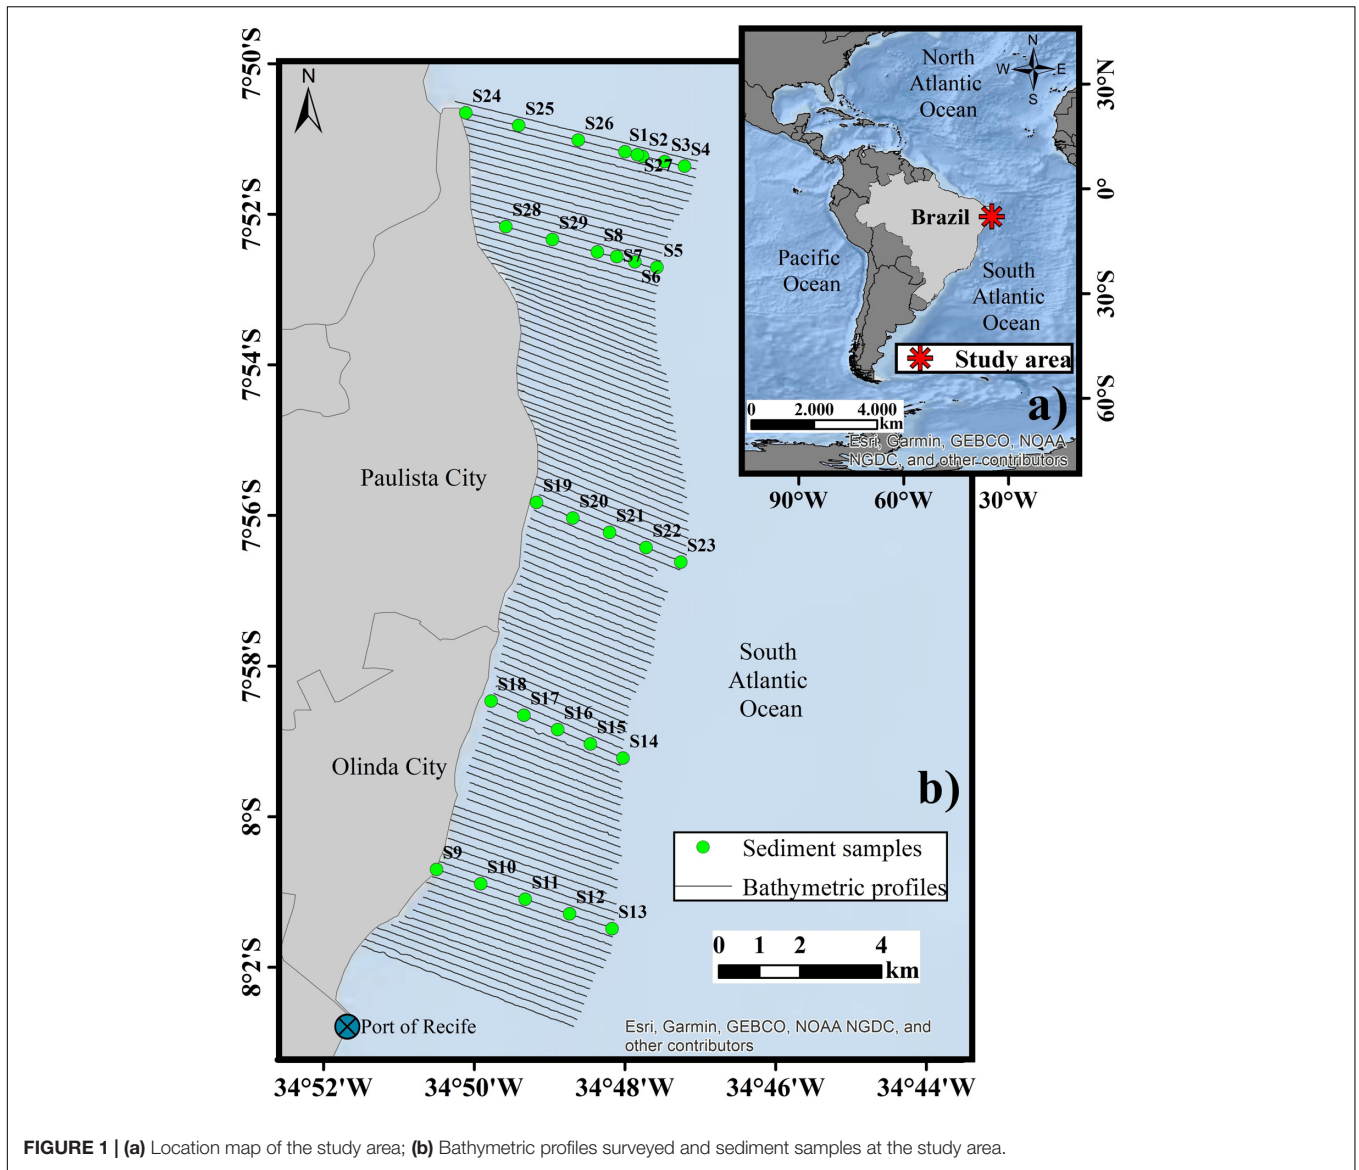 7°50'S
7°52'S
7°54'S
7°56'S
7°58'S
8°S
8°2'S
N
S24
S25
S26
S1
S2
S3
S4
S27
S28
S29
S8
S5
S7
S6
Paulista City
S19
S20
S21
S22
S23
South
Atlantic
Ocean
S18
S17
S16
S15
S14
Olinda City
b)
S9
S10
S11
S12
S13
Sediment samples
Bathymetric profiles
0 1 2 4
km
Port of Recife
Esri, Garmin, GEBCO, NOAA NGDC, and
other contributors
34°52'W 34°50'W 34°48'W 34°46'W 34°44'W
North
Atlantic
Ocean
N
W E
S
Brazil
Pacific
Ocean
South
Atlantic
Ocean
Study area
a)
0 2.000 4.000
km
Esri, Garmin, GEBCO, NOAA
NGDC, and other contributors
30°N
0°
30°S
60°S
90°W 60°W 30°W
FIGURE 1 | (a) Location map of the study area; (b) Bathymetric profiles surveyed and sediment samples at the study area.